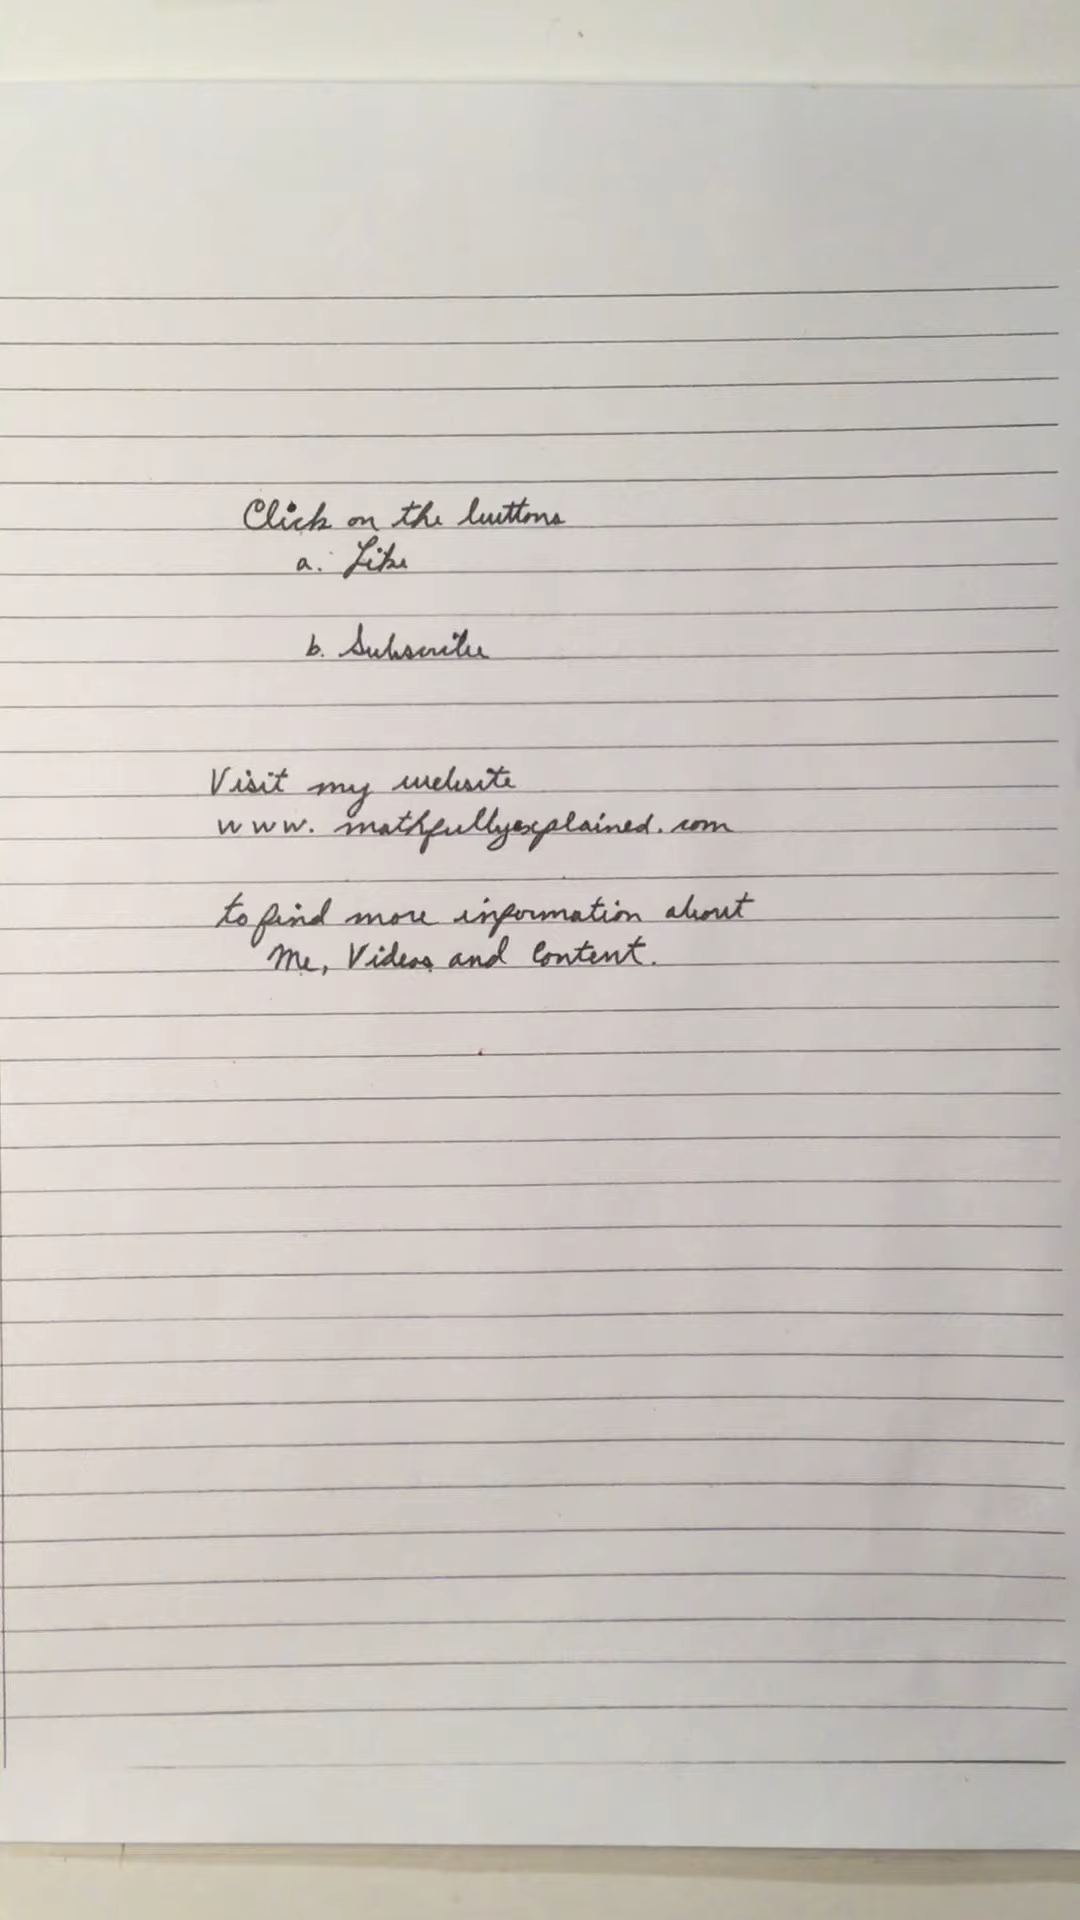 Click on the buttons
a. Like
b. Subscribe
Visit my website
www.mathfullyexplained.com
to find more information about
Me, Videos and Content.